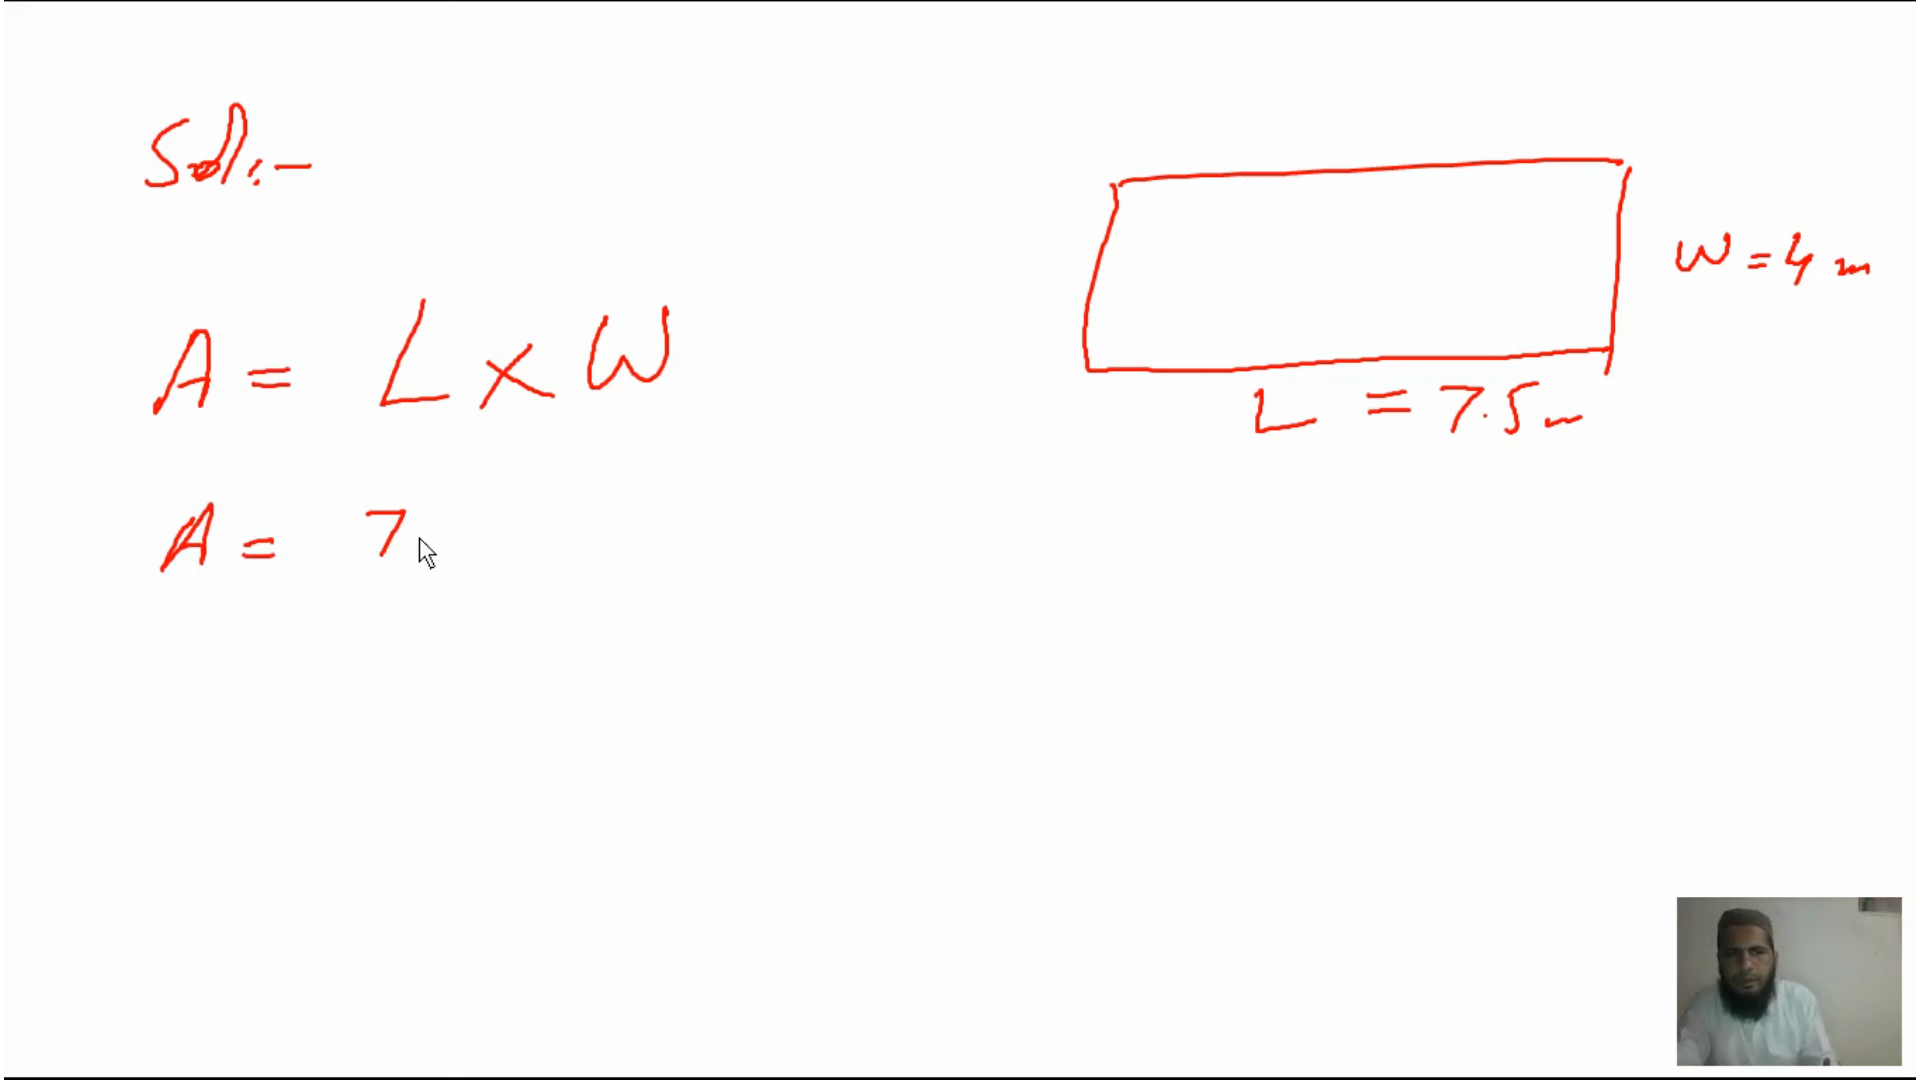 Sol:-
A = L × W
A = 7
W = 4 m
L = 7.5 m